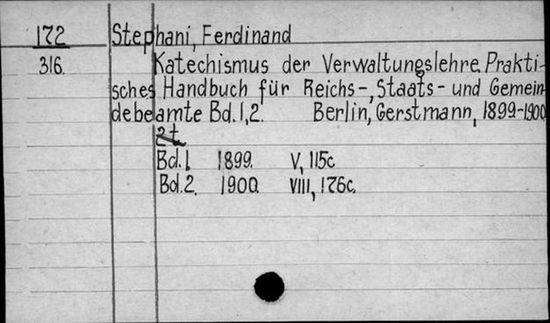 172 Stephani, Ferdinand
316. Katechismus der Verwaltungslehre. Prakti-
sches Handbuch für Reichs-, Staats- und Gemein-
debeamte Bd. 1, 2. Berlin, Gerstmann, 1899-1900
2t
Bd. 1. 1899. V, 115c
Bd. 2. 1900. VIII, 176c.